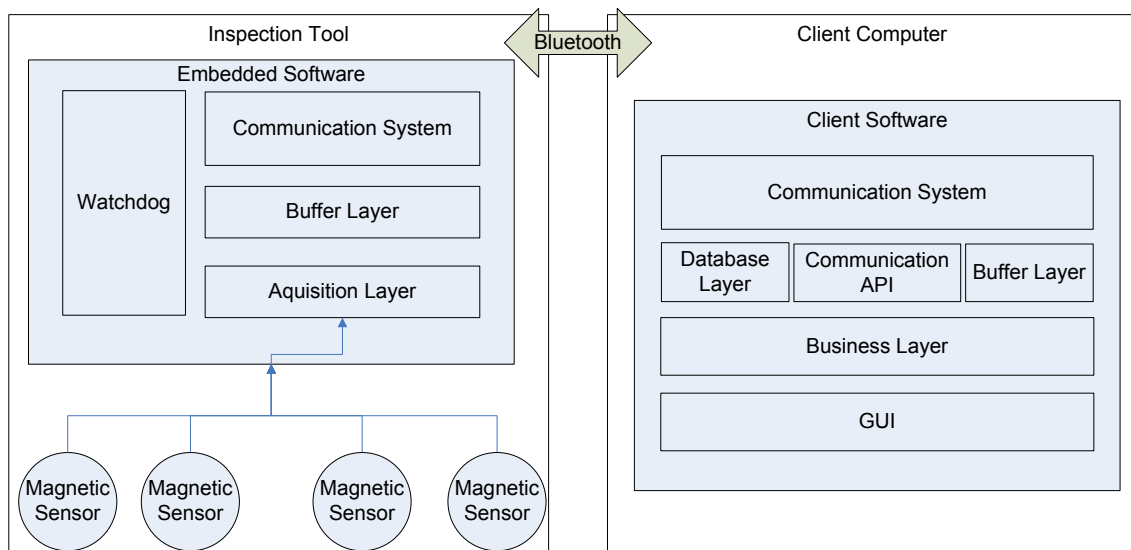 Inspection Tool
Embedded Software
Watchdog
Communication System
Buffer Layer
Aquisition Layer
Magnetic
Sensor
Magnetic
Sensor
Magnetic
Sensor
Magnetic
Sensor
Bluetooth
Client Computer
Client Software
Communication System
Database
Layer
Communication
API
Buffer Layer
Business Layer
GUI